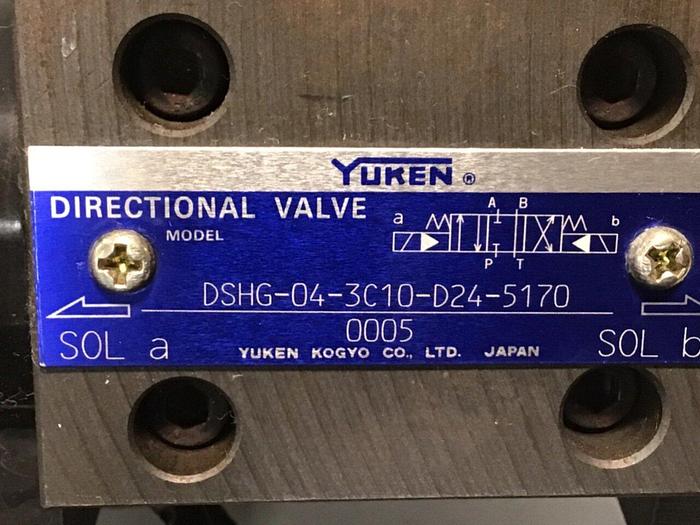 YUKEN ®
DIRECTIONAL VALVE
MODEL
A B
a b
P T
DSHG-04-3C10-D24-5170
0005
SOL a
SOL b
YUKEN KOGYO CO., LTD. JAPAN